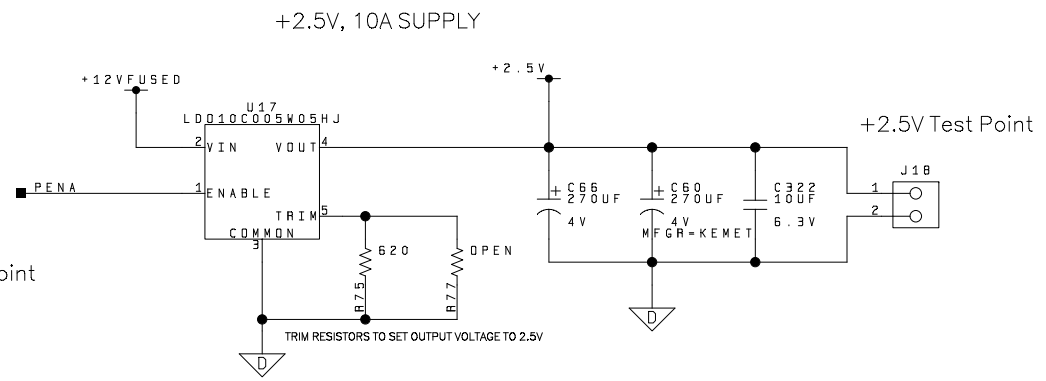 +2.5V, 10A SUPPLY
+12VFUSED
U17
LDO10C005W05HJ
2
VIN
VOUT
4
PENA
1
ENABLE
TRIM
5
COMMON
3
620
OPEN
R75
R77
D
TRIM RESISTORS TO SET OUTPUT VOLTAGE TO 2.5V
oint
+2.5V
C66
270UF
4V
C60
270UF
4V
MFGR=KEMET
C322
10UF
6.3V
D
+2.5V Test Point
J18
1
2